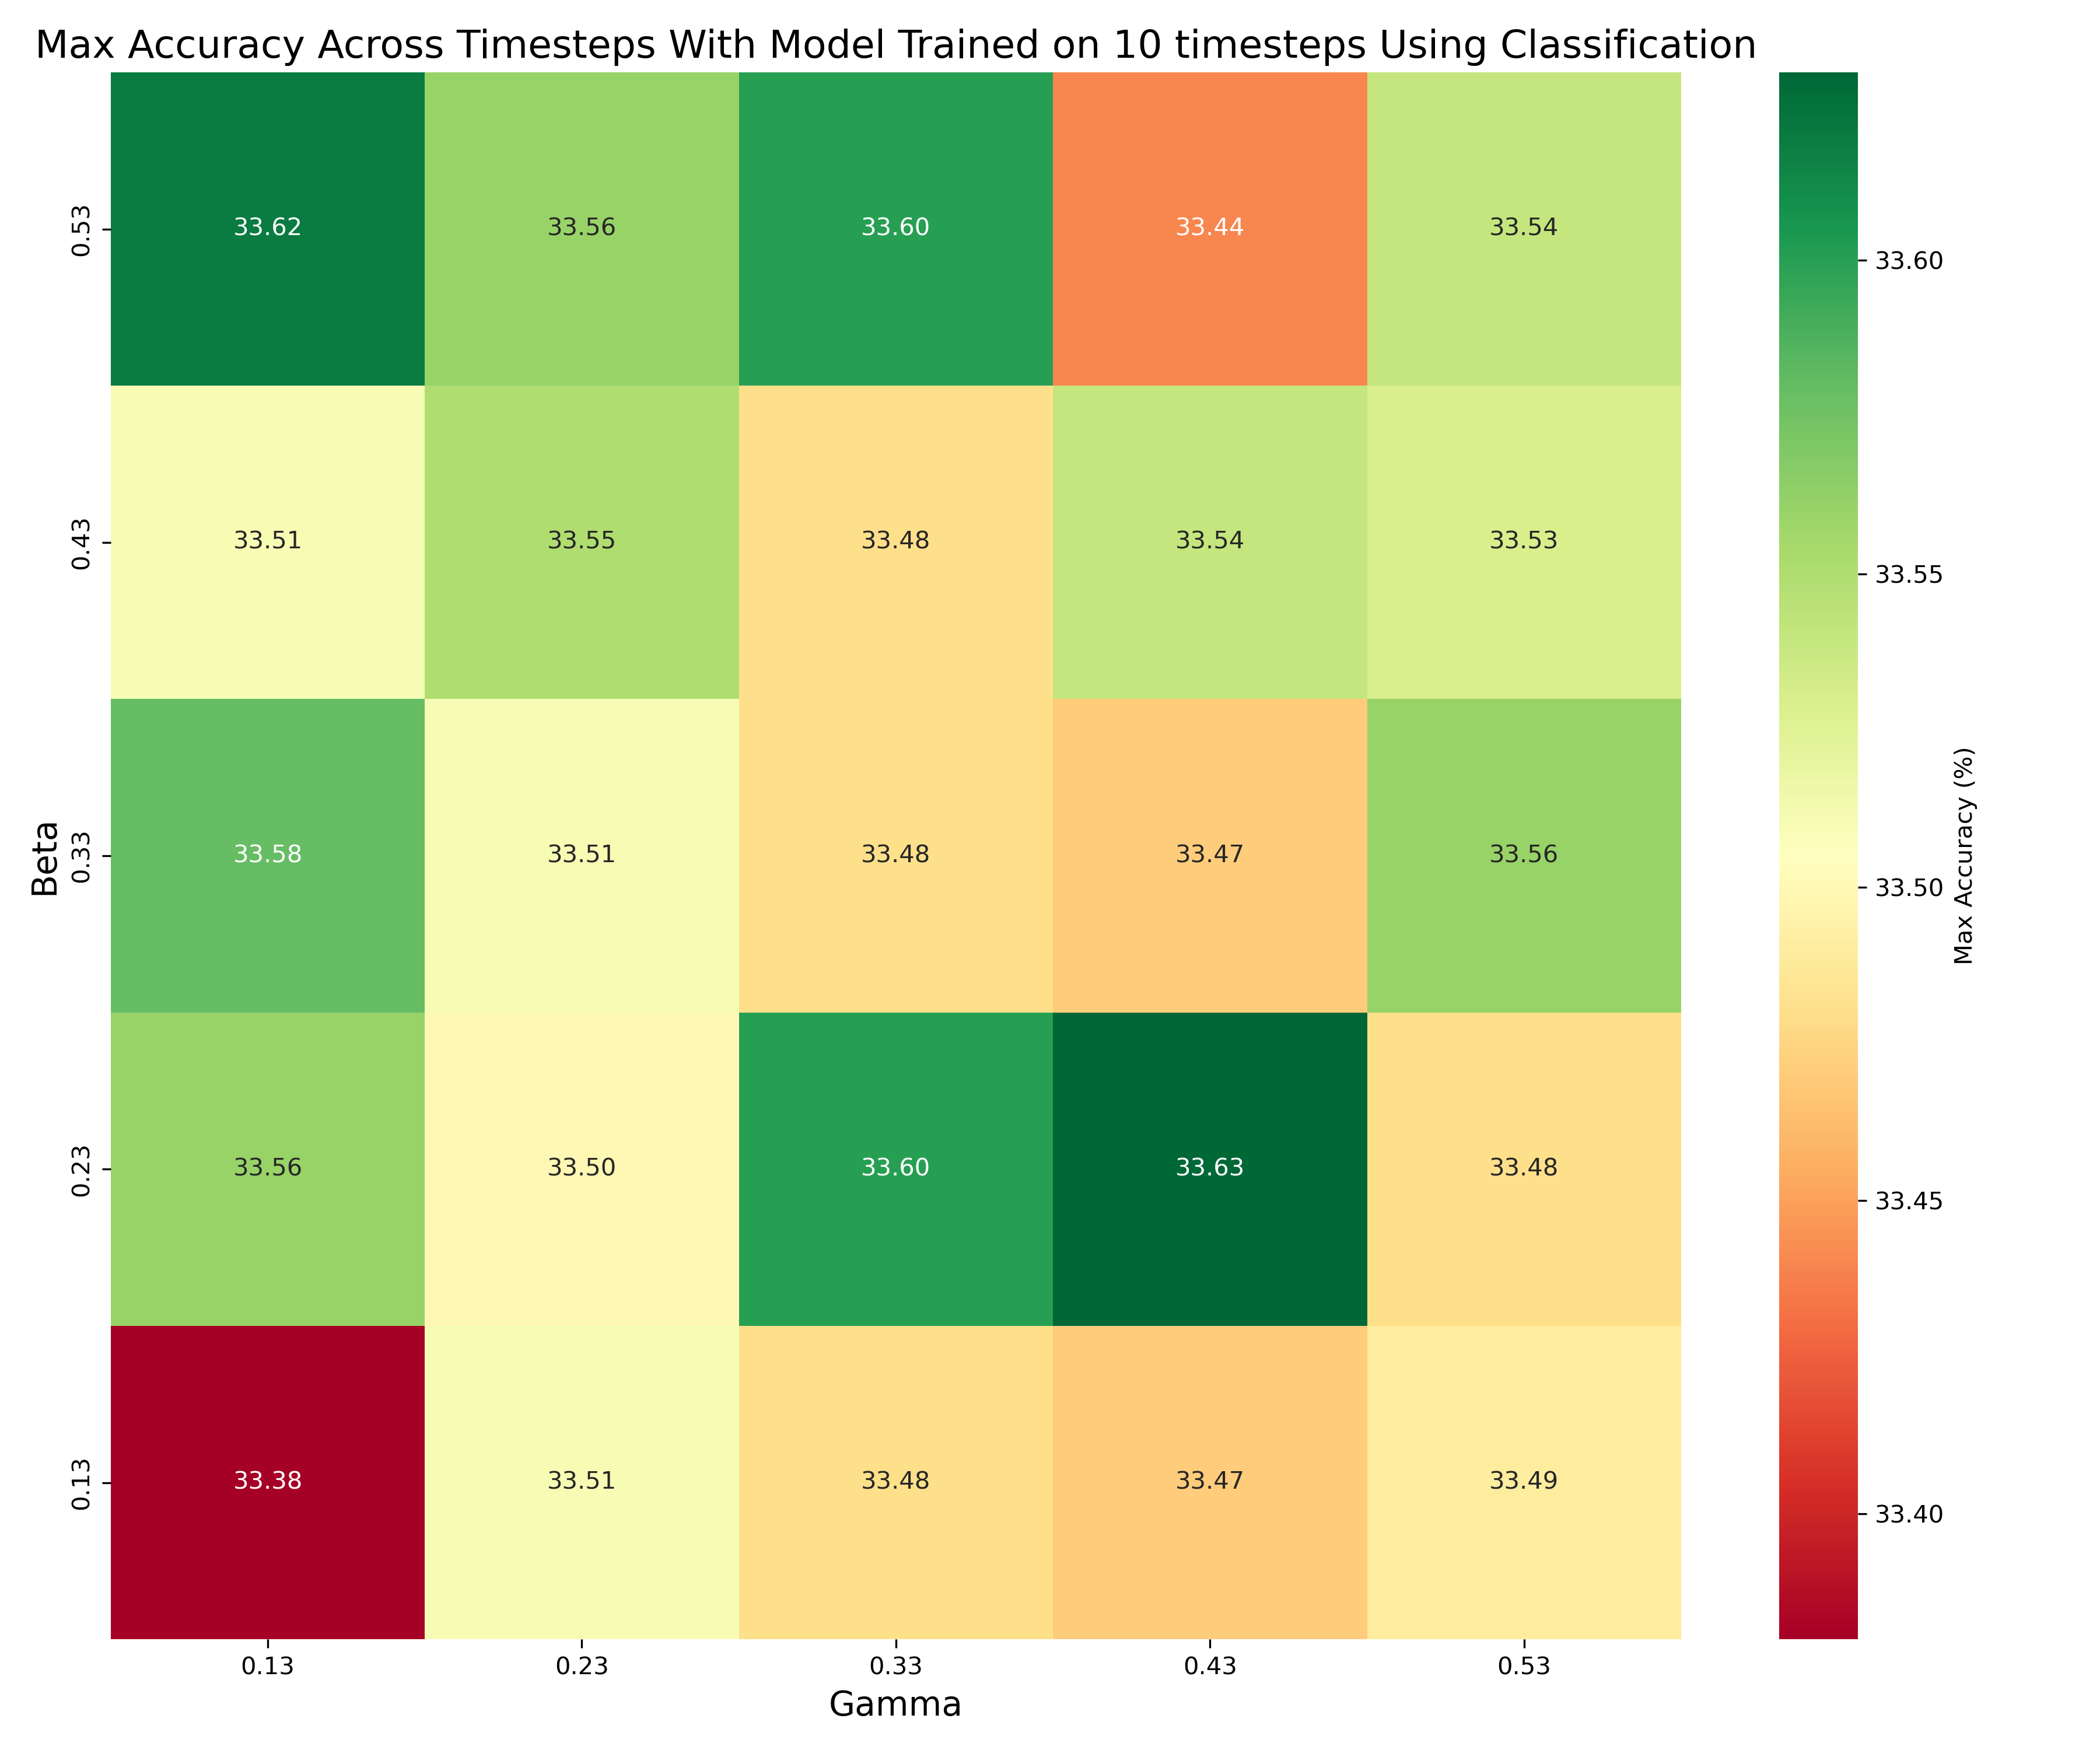 Max Accuracy Across Timesteps With Model Trained on 10 timesteps Using Classification
Beta
0.53
33.62 33.56 33.60 33.44 33.54
0.43
33.51 33.55 33.48 33.54 33.53
0.33
33.58 33.51 33.48 33.47 33.56
0.23
33.56 33.50 33.60 33.63 33.48
0.13
33.38 33.51 33.48 33.47 33.49
0.13 0.23 0.33 0.43 0.53
Gamma
33.60
33.55
33.50
33.45
33.40
Max Accuracy (%)